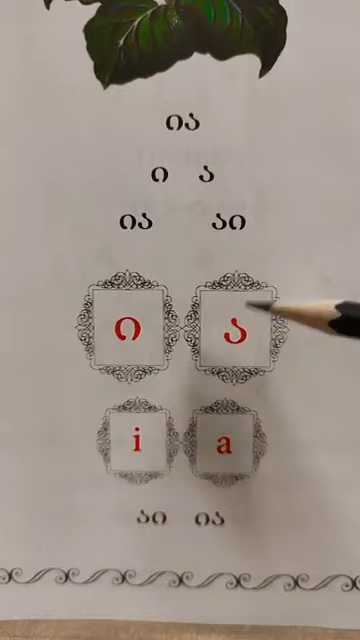 ია
ი ა
ია აი
ი ა
i a
აი ია